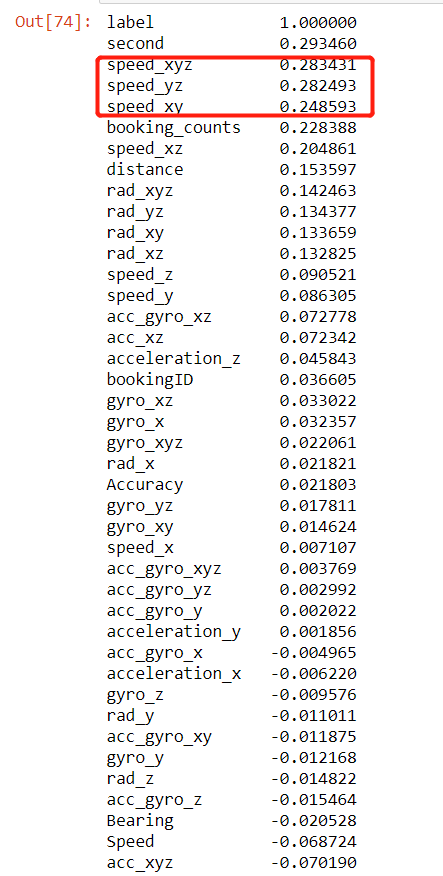 Out[74]: label 1.000000
second 0.293460
speed_xyz 0.283431
speed_yz 0.282493
speed_xy 0.248593
booking_counts 0.228388
speed_xz 0.204861
distance 0.153597
rad_xyz 0.142463
rad_yz 0.134377
rad_xy 0.133659
rad_xz 0.132825
speed_z 0.090521
speed_y 0.086305
acc_gyro_xz 0.072778
acc_xz 0.072342
acceleration_z 0.045843
bookingID 0.036605
gyro_xz 0.033022
gyro_x 0.032357
gyro_xyz 0.022061
rad_x 0.021821
Accuracy 0.021803
gyro_yz 0.017811
gyro_xy 0.014624
speed_x 0.007107
acc_gyro_xyz 0.003769
acc_gyro_yz 0.002992
acc_gyro_y 0.002022
acceleration_y 0.001856
acc_gyro_x -0.004965
acceleration_x -0.006220
gyro_z -0.009576
rad_y -0.011011
acc_gyro_xy -0.011875
gyro_y -0.012168
rad_z -0.014822
acc_gyro_z -0.015464
Bearing -0.020528
Speed -0.068724
acc_xyz -0.070190